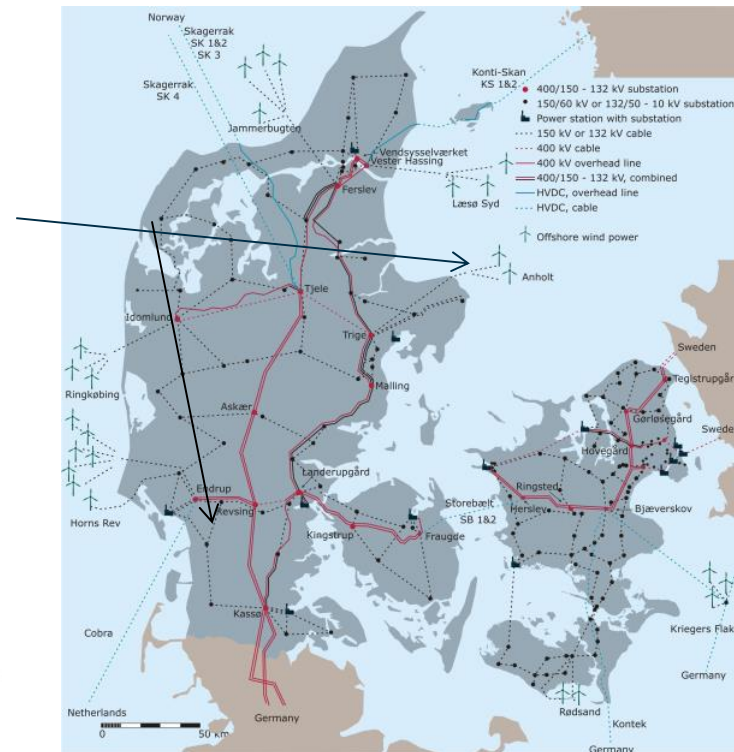 Norway
Skagerrak
SK 1&2
SK 3
Skagerrak
SK 4
Jammerbugten
Konti-Skan
KS 1&2
400/150 - 132 kV substation
150/60 kV or 132/50 - 10 kV substation
Power station with substation
150 kV or 132 kV cable
400 kV cable
400 kV overhead line
400/150 - 132 kV, combined
HVDC, overhead line
HVDC, cable
Offshore wind power
Vendsysselværket
Vester Hassing
Ferslev
Læsø Syd
Anholt
Tjele
Idomlund
Trige
Ringkøbing
Malling
Askær
Sweden
Teglstrupgår
Gørløsegård
Hovegård
Swede
Landerupgård
Endrup
Revsing
Horns Rev
Storebælt
SB 1&2
Ringsted
Herslev
Bjæverskov
Kingstrup
Fraugde
Kassø
Cobra
Kriegers Flak
Germany
Netherlands
0
50 km
Germany
Rødsand
Kontek
Germany